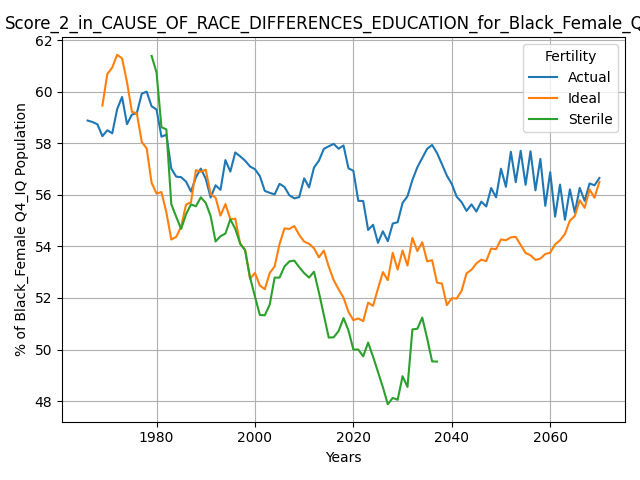 Score_2_in_CAUSE_OF_RACE_DIFFERENCES_EDUCATION_for_Black_Female_Q
62
60
58
56
54
52
50
48
% of Black_Female Q4_IQ Population
Fertility
Actual
Ideal
Sterile
1980 2000 2020 2040 2060
Years